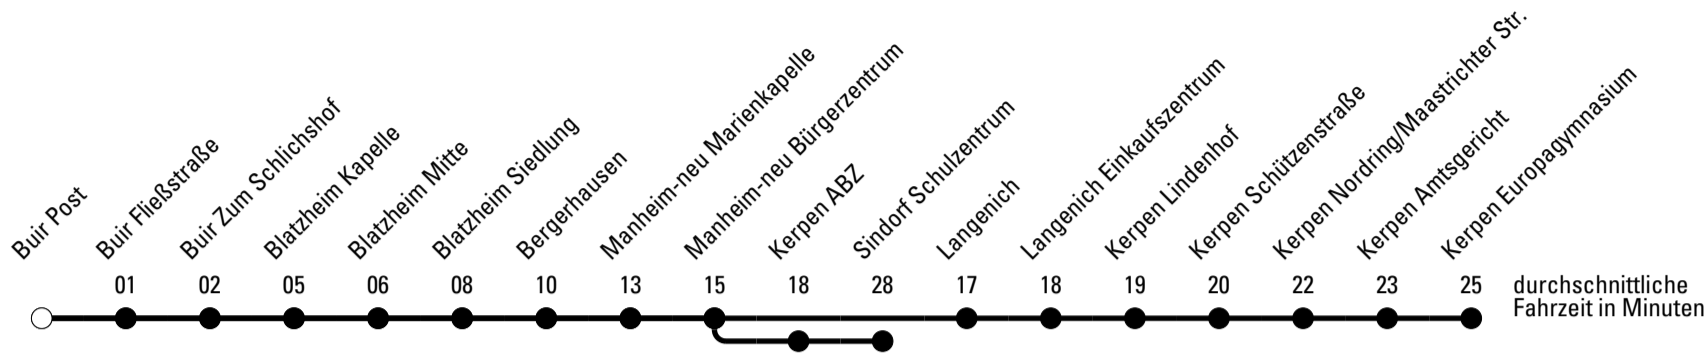 Buir Post
Buir Fließstraße
Buir Zum Schlichshof
Blatzheim Kapelle
Blatzheim Mitte
Blatzheim Siedlung
Bergerhausen
Manheim-neu Marienkapelle
Manheim-neu Bürgerzentrum
Kerpen ABZ
Sindorf Schulzentrum
Langenich
Langenich Einkaufszentrum
Kerpen Lindenhof
Kerpen Schützenstraße
Kerpen Nordring/Maastrichter Str.
Kerpen Amtsgericht
Kerpen Europagymnasium
01 02 05 06 08 10 13 15 18 28 17 18 19 20 22 23 25
durchschnittliche
Fahrzeit in Minuten